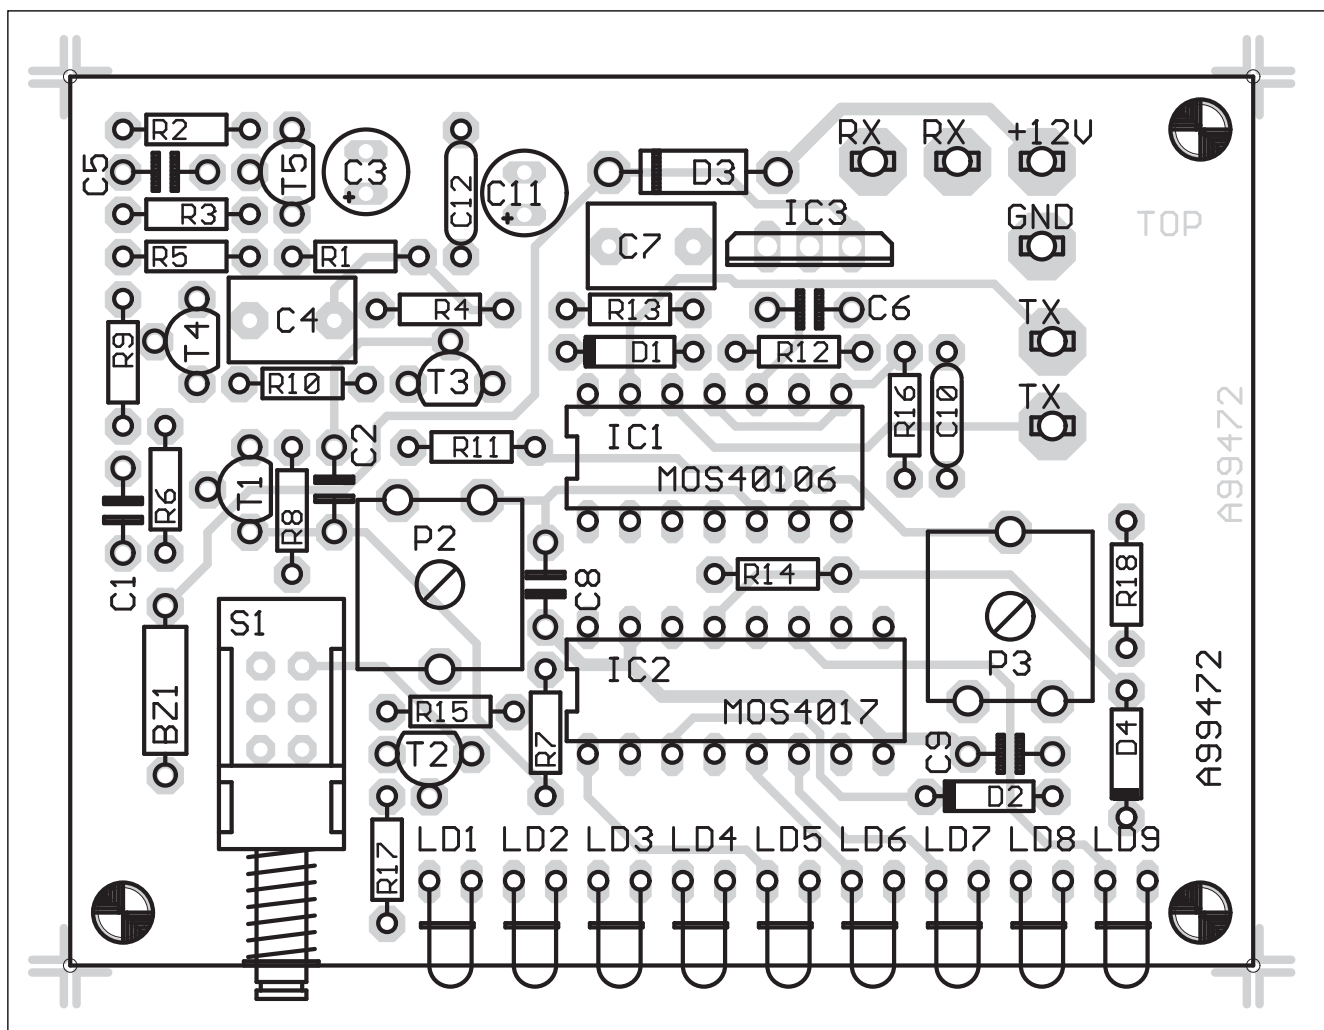 R2
C5
T5
C3
+
R3
R5
R1
C12
C11
+
D3
RX
RX
+12V
GND
TOP
IC3
C7
C4
R4
R13
C6
TX
R9
T4
R10
T3
D1
R12
R16
C10
TX
A99472
IC1
MOS40106
R11
C2
R6
T1
R8
C1
P2
C8
R14
R18
S1
IC2
MOS4017
P3
BZ1
R15
T2
R7
C9
D2
D4
A99472
R17
LD1
LD2
LD3
LD4
LD5
LD6
LD7
LD8
LD9